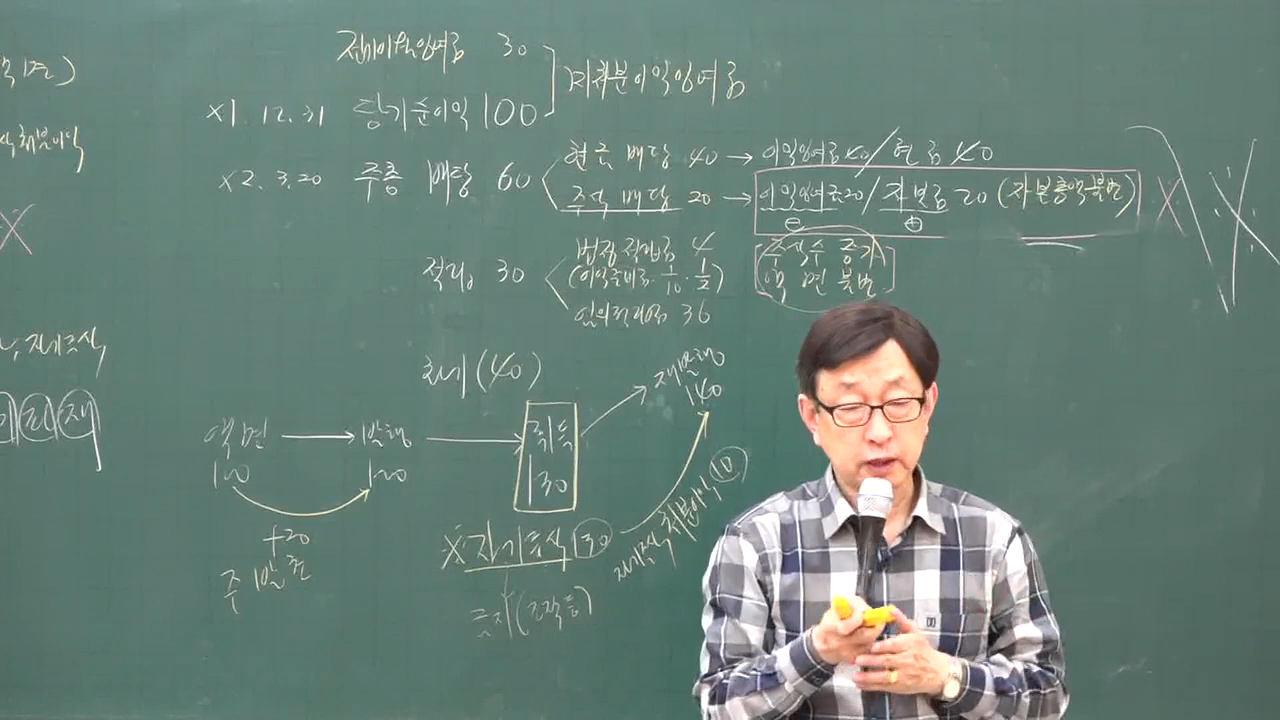 전기이월이익잉여금 30
X1. 12. 31 당기순이익 100
미처분이익잉여금
X2. 3. 20 주총 배당 60
현금 배당 40 → 이익잉여금 40 / 현금 40
주식 배당 20 → 이익잉여금 20 / 자본금 20 (자본총액불변)
⊖ ⊕
주식수 증가
액면 불변
적립 30
법정적립금 4
(이익준비금·1/10·1/2)
임의적립금 36
차기 (40)
액면 → 발행 → 취득
100
130
재발행
140
+20
주발초
※자기주식 130
금지
처분이익 10